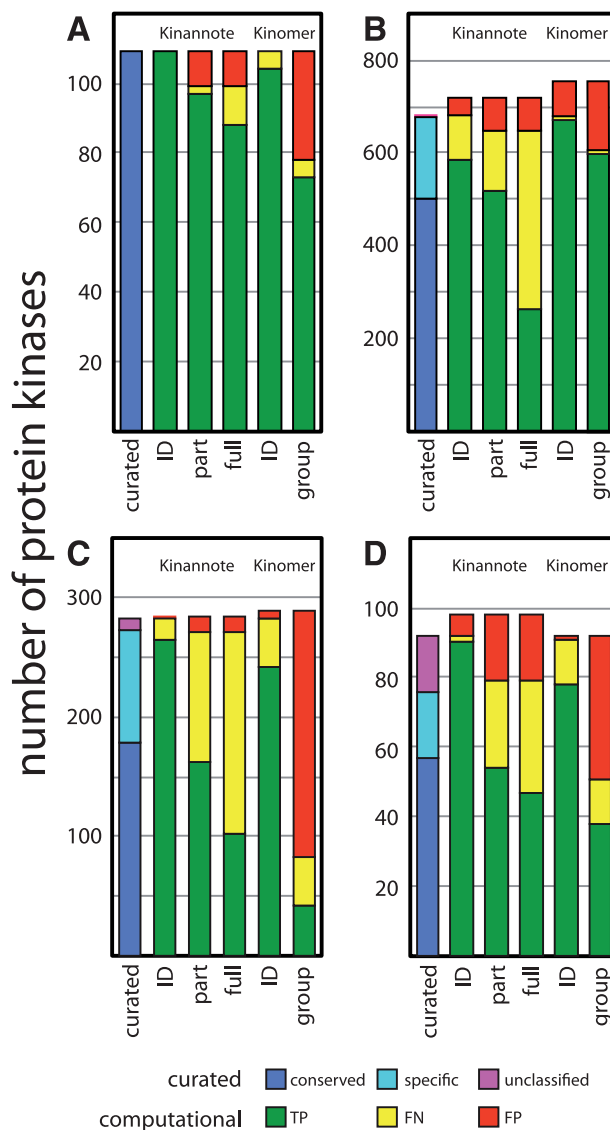 number of protein kinases
A
Kinannote Kinomer
100
80
60
40
20
curated ID part full ID group
B
Kinannote Kinomer
800
600
400
200
curated ID part full ID group
C
Kinannote Kinomer
300
200
100
curated ID part full ID group
D
Kinannote Kinomer
100
80
60
40
20
curated ID part full ID group
curated conserved specific unclassified
computational TP FN FP